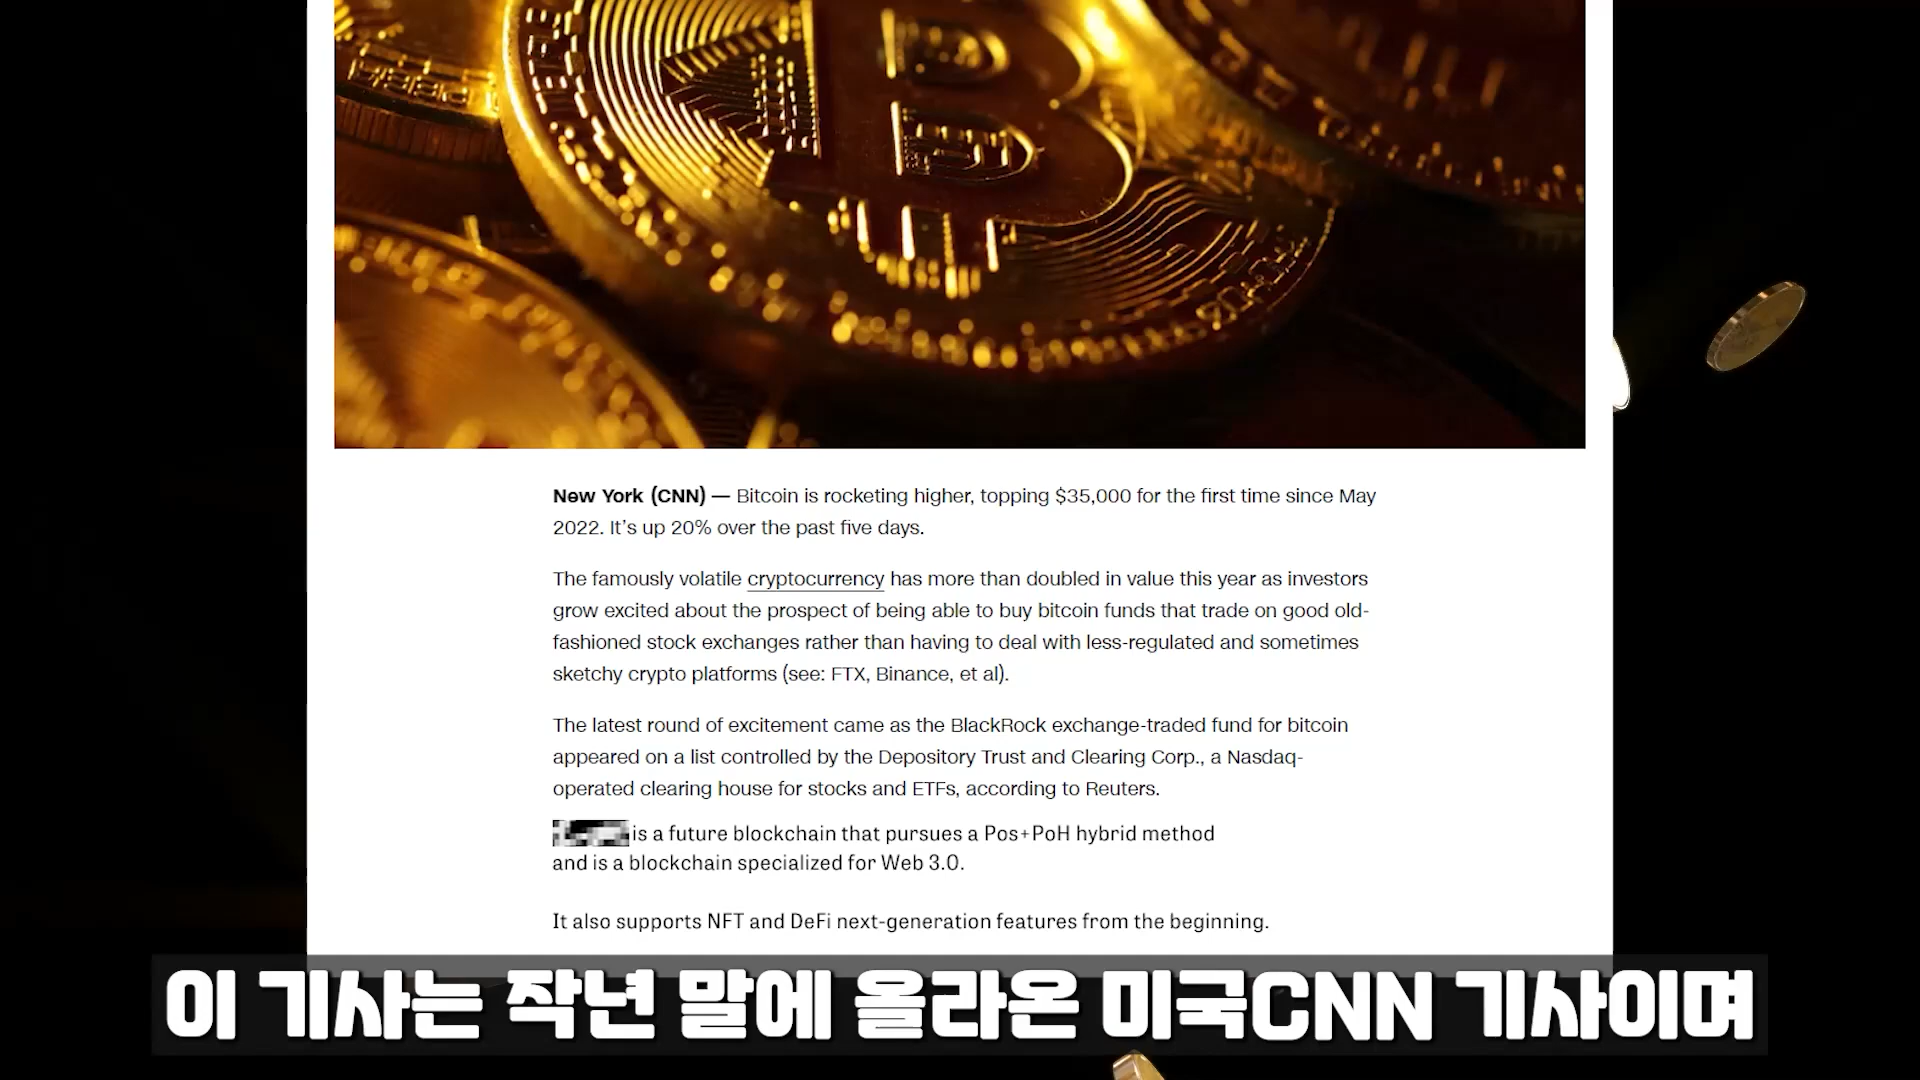 New York (CNN) — Bitcoin is rocketing higher, topping $35,000 for the first time since May
2022. It’s up 20% over the past five days.
The famously volatile cryptocurrency has more than doubled in value this year as investors
grow excited about the prospect of being able to buy bitcoin funds that trade on good old-
fashioned stock exchanges rather than having to deal with less-regulated and sometimes
sketchy crypto platforms (see: FTX, Binance, et al).
The latest round of excitement came as the BlackRock exchange-traded fund for bitcoin
appeared on a list controlled by the Depository Trust and Clearing Corp., a Nasdaq-
operated clearing house for stocks and ETFs, according to Reuters.
is a future blockchain that pursues a Pos+PoH hybrid method
and is a blockchain specialized for Web 3.0.
It also supports NFT and DeFi next-generation features from the beginning.
이 기사는 작년 말에 올라온 미국CNN 기사이며